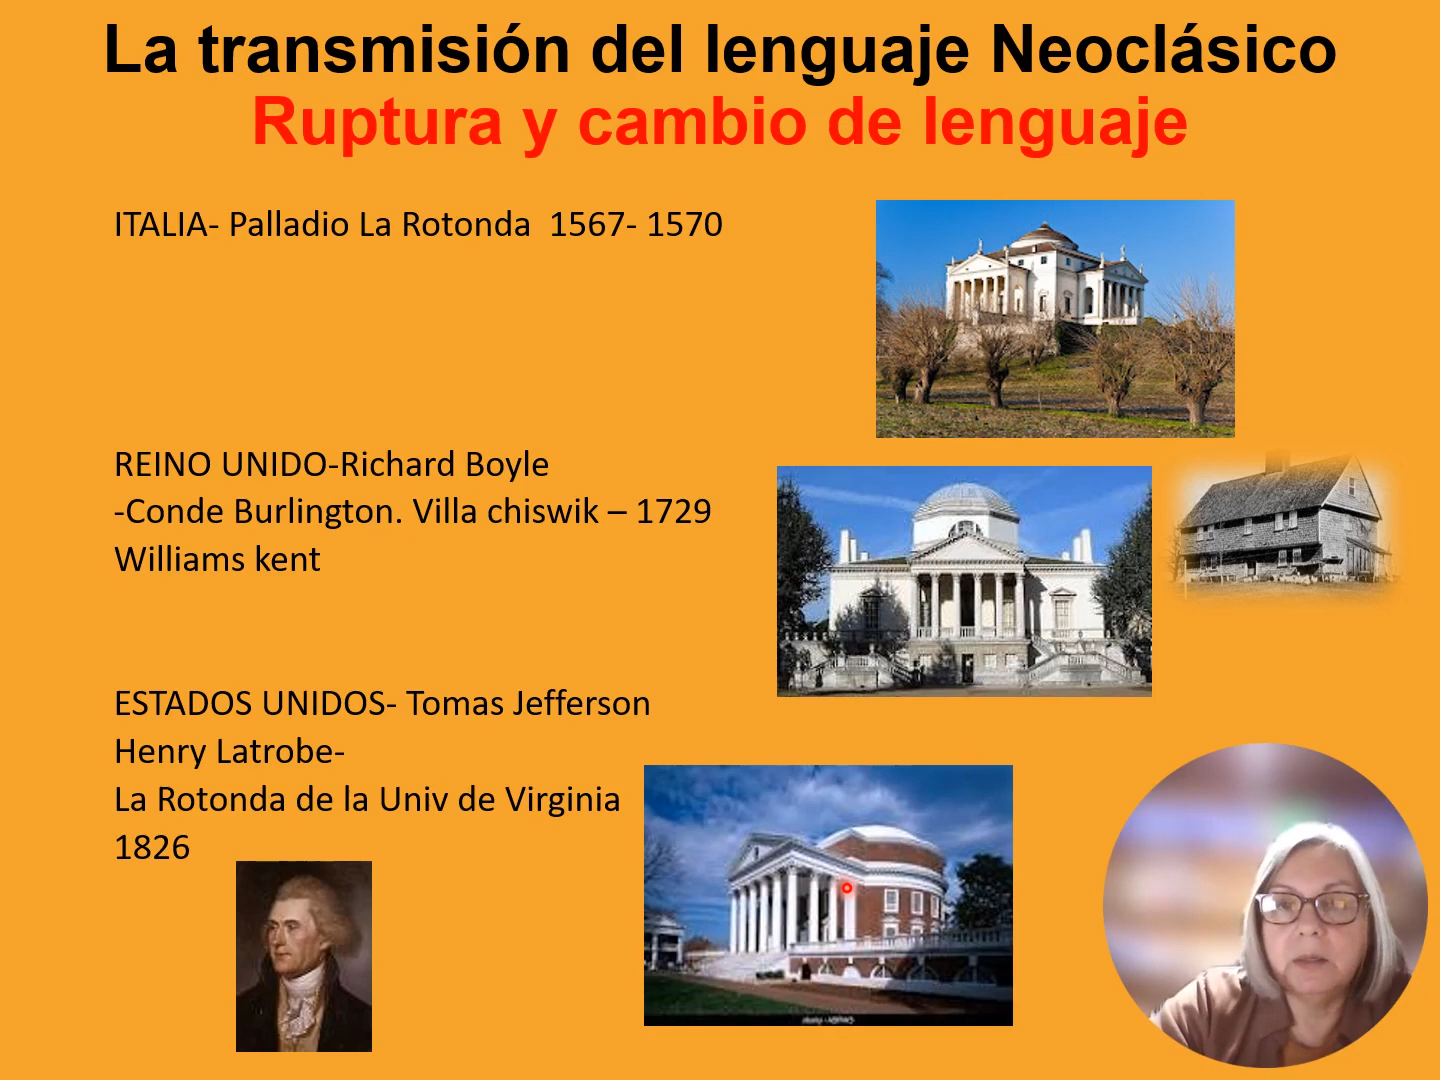 La transmisión del lenguaje Neoclásico
Ruptura y cambio de lenguaje
ITALIA- Palladio La Rotonda 1567- 1570
REINO UNIDO-Richard Boyle
-Conde Burlington. Villa chiswik – 1729
Williams kent
ESTADOS UNIDOS- Tomas Jefferson
Henry Latrobe-
La Rotonda de la Univ de Virginia
1826